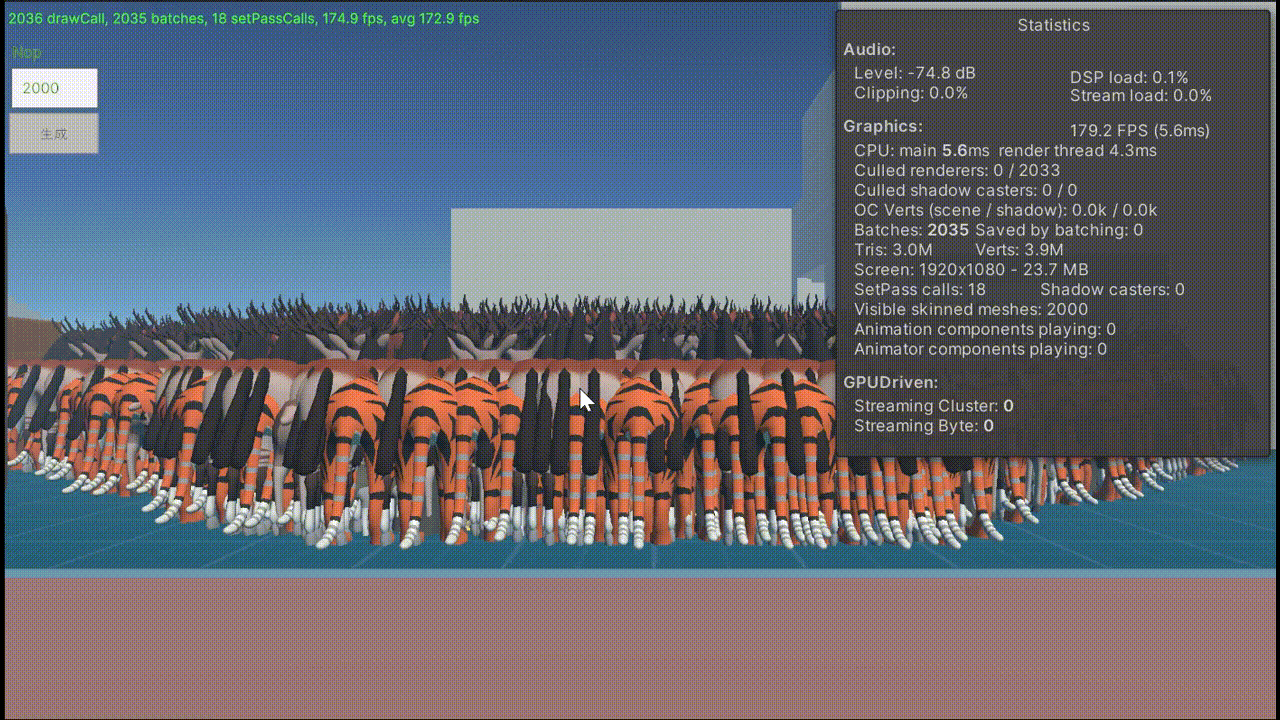 2036 drawCall, 2035 batches, 18 setPassCalls, 174.9 fps, avg 172.9 fps
Nop
2000
生成
Statistics
Audio:
Level: -74.8 dB
DSP load: 0.1%
Clipping: 0.0%
Stream load: 0.0%
Graphics:
179.2 FPS (5.6ms)
CPU: main 5.6ms render thread 4.3ms
Culled renderers: 0 / 2033
Culled shadow casters: 0 / 0
OC Verts (scene / shadow): 0.0k / 0.0k
Batches: 2035 Saved by batching: 0
Tris: 3.0M Verts: 3.9M
Screen: 1920x1080 - 23.7 MB
SetPass calls: 18 Shadow casters: 0
Visible skinned meshes: 2000
Animation components playing: 0
Animator components playing: 0
GPUDriven:
Streaming Cluster: 0
Streaming Byte: 0